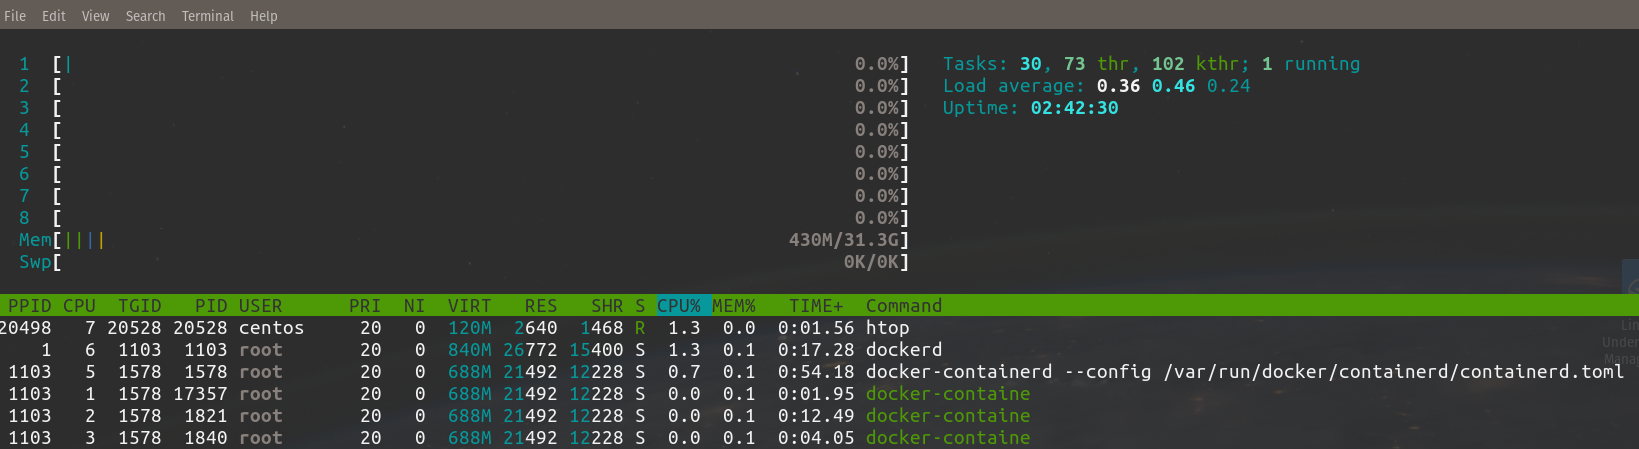 File Edit View Search Terminal Help
1 [| 0.0%] Tasks: 30, 73 thr, 102 kthr; 1 running
2 [ 0.0%] Load average: 0.36 0.46 0.24
3 [ 0.0%] Uptime: 02:42:30
4 [ 0.0%]
5 [ 0.0%]
6 [ 0.0%]
7 [ 0.0%]
8 [ 0.0%]
Mem[|||| 430M/31.3G]
Swp[ 0K/0K]
PPID CPU TGID PID USER PRI NI VIRT RES SHR S CPU% MEM% TIME+ Command
20498 7 20528 20528 centos 20 0 120M 2640 1468 R 1.3 0.0 0:01.56 htop
1 6 1103 1103 root 20 0 840M 26772 15400 S 1.3 0.1 0:17.28 dockerd
1103 5 1578 1578 root 20 0 688M 21492 12228 S 0.7 0.1 0:54.18 docker-containerd --config /var/run/docker/containerd/containerd.toml
1103 1 1578 17357 root 20 0 688M 21492 12228 S 0.0 0.1 0:01.95 docker-containe
1103 2 1578 1821 root 20 0 688M 21492 12228 S 0.0 0.1 0:12.49 docker-containe
1103 3 1578 1840 root 20 0 688M 21492 12228 S 0.0 0.1 0:04.05 docker-containe